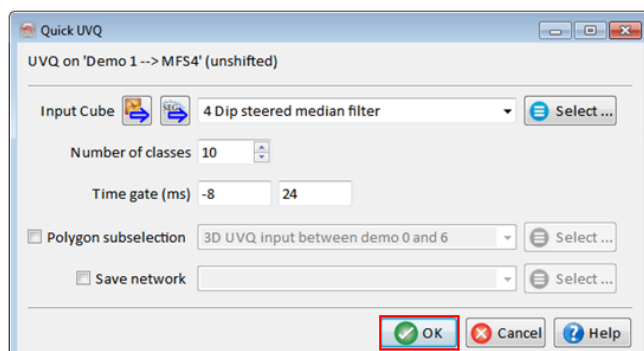 Quick UVQ
UVQ on 'Demo 1 --> MFS4' (unshifted)
Input Cube SEGY 4 Dip steered median filter Select ...
Number of classes 10
Time gate (ms) -8 24
Polygon subselection 3D UVQ input between demo 0 and 6 Select ...
Save network Select ...
OK Cancel Help